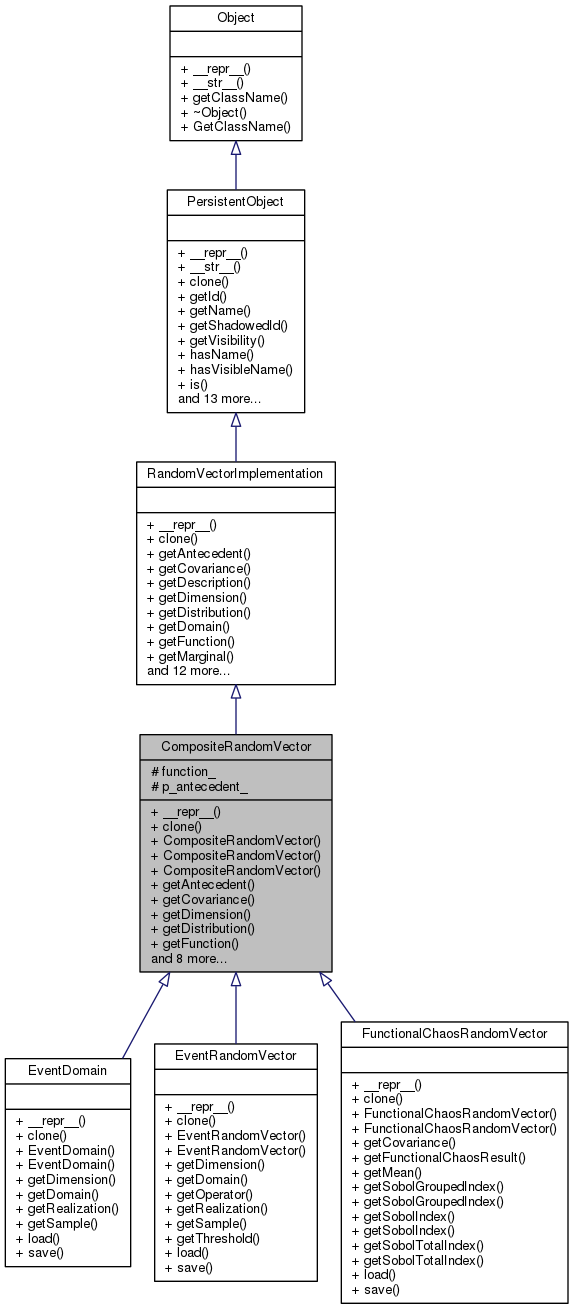 Object
+ __repr__()
+ __str__()
+ getClassName()
+ ~Object()
+ GetClassName()
PersistentObject
+ __repr__()
+ __str__()
+ clone()
+ getId()
+ getName()
+ getShadowedId()
+ getVisibility()
+ hasName()
+ hasVisibleName()
+ is()
and 13 more...
RandomVectorImplementation
+ __repr__()
+ clone()
+ getAntecedent()
+ getCovariance()
+ getDescription()
+ getDimension()
+ getDistribution()
+ getDomain()
+ getFunction()
+ getMarginal()
and 12 more...
CompositeRandomVector
# function_
# p_antecedent_
+ __repr__()
+ clone()
+ CompositeRandomVector()
+ CompositeRandomVector()
+ CompositeRandomVector()
+ getAntecedent()
+ getCovariance()
+ getDimension()
+ getDistribution()
+ getFunction()
and 8 more...
EventDomain
+ __repr__()
+ clone()
+ EventDomain()
+ EventDomain()
+ getDimension()
+ getDomain()
+ getRealization()
+ getSample()
+ load()
+ save()
EventRandomVector
+ __repr__()
+ clone()
+ EventRandomVector()
+ EventRandomVector()
+ getDimension()
+ getDomain()
+ getOperator()
+ getRealization()
+ getSample()
+ getThreshold()
+ load()
+ save()
FunctionalChaosRandomVector
+ __repr__()
+ clone()
+ FunctionalChaosRandomVector()
+ FunctionalChaosRandomVector()
+ getCovariance()
+ getFunctionalChaosResult()
+ getMean()
+ getSobolGroupedIndex()
+ getSobolGroupedIndex()
+ getSobolIndex()
+ getSobolIndex()
+ getSobolTotalIndex()
+ getSobolTotalIndex()
+ load()
+ save()